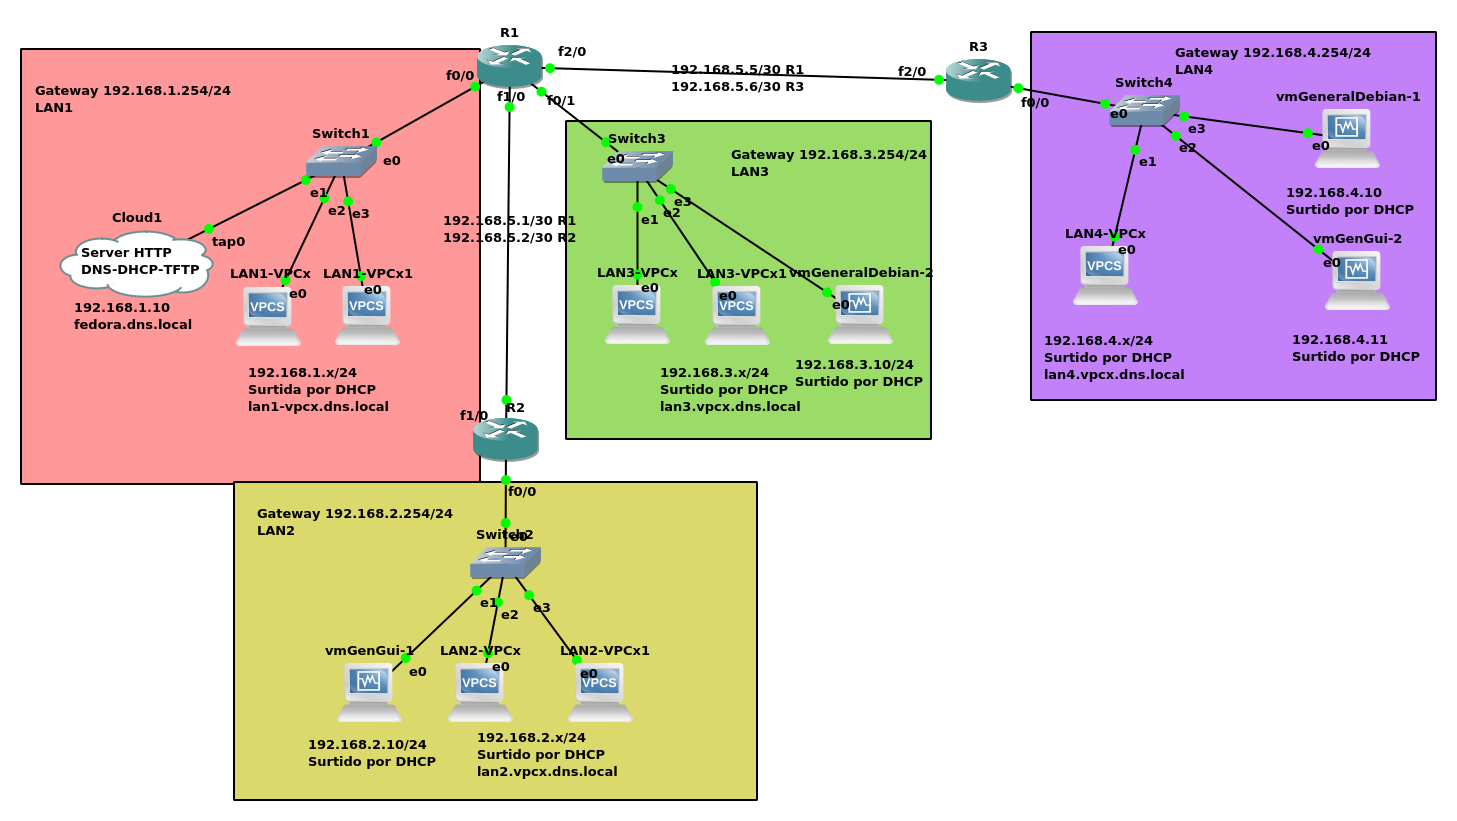 R1
f2/0
f0/0
f1/0
f0/1
192.168.5.5/30 R1
192.168.5.6/30 R3
R3
f2/0
f0/0
Gateway 192.168.1.254/24
LAN1
Switch1
e0
e1
e2
e3
Cloud1
tap0
Server HTTP
DNS-DHCP-TFTP
192.168.1.10
fedora.dns.local
LAN1-VPCx
e0
VPCS
LAN1-VPCx1
e0
VPCS
192.168.1.x/24
Surtida por DHCP
lan1-vpcx.dns.local
192.168.5.1/30 R1
192.168.5.2/30 R2
Switch3
e0
Gateway 192.168.3.254/24
LAN3
e1
e2
e3
LAN3-VPCx
e0
VPCS
LAN3-VPCx1
e0
VPCS
vmGeneralDebian-2
e0
192.168.3.x/24
Surtido por DHCP
lan3.vpcx.dns.local
192.168.3.10/24
Surtido por DHCP
Gateway 192.168.4.254/24
LAN4
Switch4
e0
e1
e2
e3
vmGeneralDebian-1
e0
192.168.4.10
Surtido por DHCP
LAN4-VPCx
e0
VPCS
vmGenGui-2
e0
192.168.4.x/24
Surtido por DHCP
lan4.vpcx.dns.local
192.168.4.11
Surtido por DHCP
R2
f1/0
f0/0
Gateway 192.168.2.254/24
LAN2
Switch2
e0
e1
e2
e3
vmGenGui-1
e0
LAN2-VPCx
e0
VPCS
LAN2-VPCx1
e0
VPCS
192.168.2.10/24
Surtido por DHCP
192.168.2.x/24
Surtido por DHCP
lan2.vpcx.dns.local